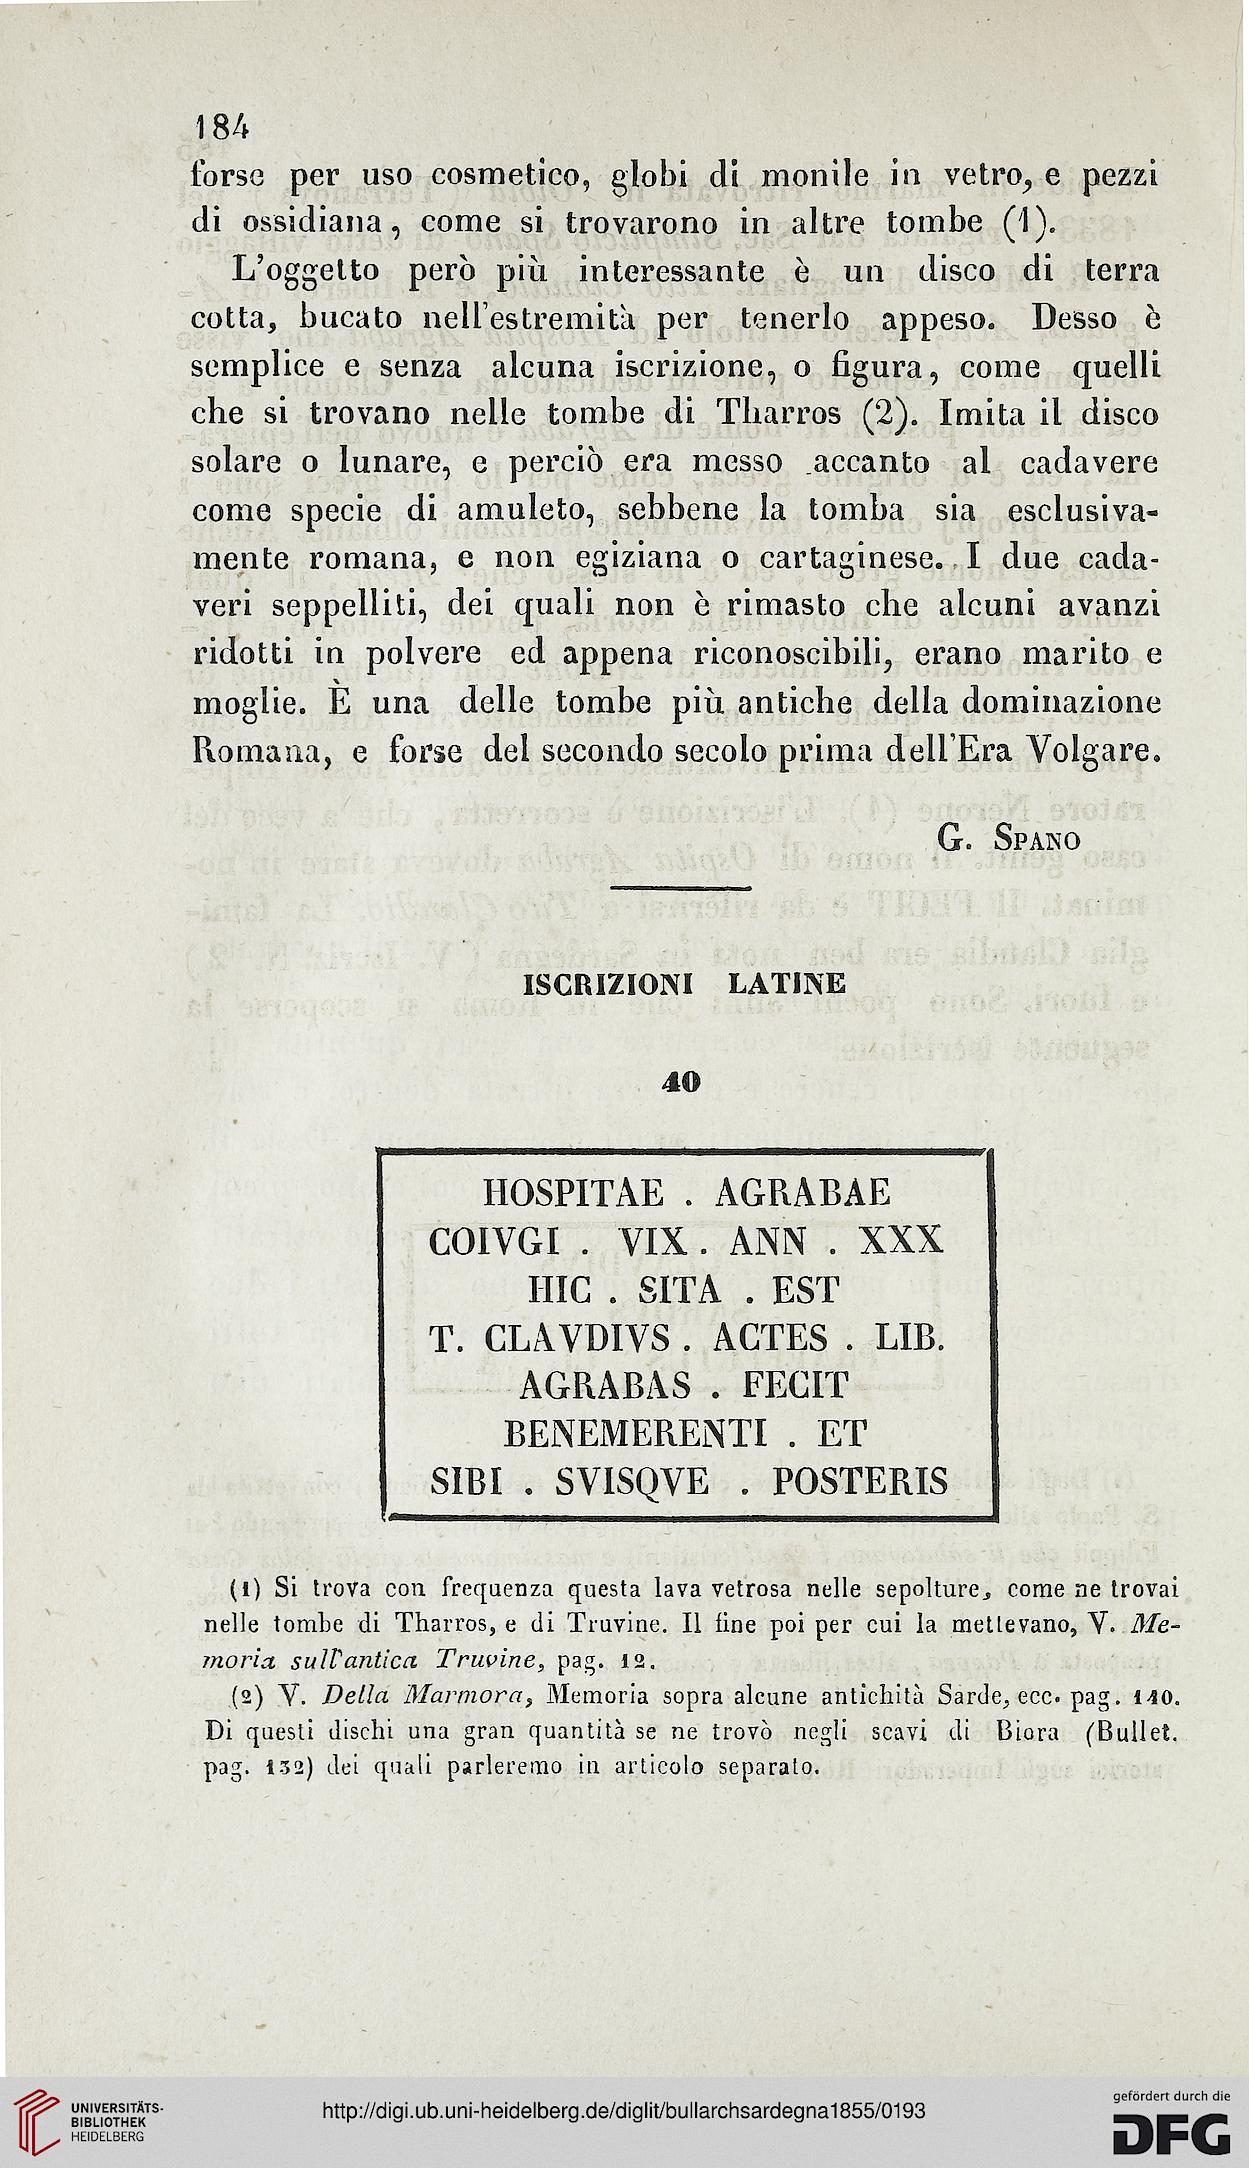 184
forse per uso cosmetico, globi di monile in vetro, e pezzi
di ossidiana, come si trovarono in altre tombe (1).
L'oggetto però più interessante è un disco di terra
cotta, bucato nell'estremità per tenerlo appeso. Desso è
semplice e senza alcuna iscrizione, o figura, come quelli
che si trovano nelle tombe di Tharros (2). Imita il disco
solare o lunare, e perciò era messo accanto al cadavere
come specie di amuleto, sebbene la tomba sia esclusiva-
mente romana, e non egiziana o cartaginese. I due cada-
veri seppelliti, dei quali non è rimasto che alcuni avanzi
ridotti in polvere ed appena riconoscibili, erano marito e
moglie. È una delle tombe più antiche della dominazione
Romana, e forse del secondo secolo prima dell'Era Volgare.
G. SPANO
ISCRIZIONI LATINE
40
HOSPITAE . AGRABAE
COIVGI . VIX . ANN . XXX
HIC . SITA . EST
T. CLAVDIVS . ACTES . LIB.
AGRABAS . FECIT
BENEMERENTI . ET
SIBI . SVISQVE . POSTERIS
(1) Si trova con frequenza questa lava vetrosa nelle sepolture, come ne trovai
nelle tombe di Tharros, e di Truvine. Il fine poi per cui la mettevano, V. Me-
moria sull'antica Truvine, pag. 12.
(2) V. Della Marmora, Memoria sopra alcune antichità Sarde, ecc. pag. 140.
Di questi dischi una gran quantità se ne trovò negli scavi di Biora (Bullet.
pag. 132) dei quali parleremo in articolo separato.
UNIVERSITÄTS-
BIBLIOTHEK
HEIDELBERG
http://digi.ub.uni-heidelberg.de/diglit/bullarchsardegna1855/0193
gefördert durch die
DFG